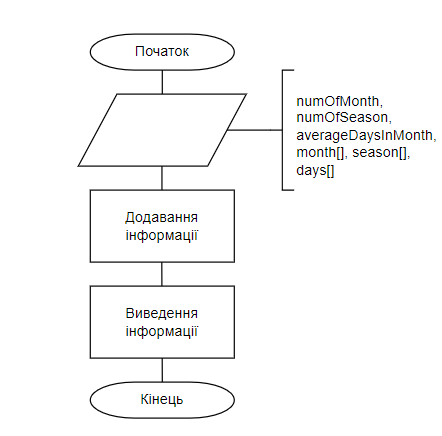 Початок
numOfMonth,
numOfSeason,
averageDaysInMonth,
month[], season[],
days[]
Додавання
інформації
Виведення
інформації
Кінець